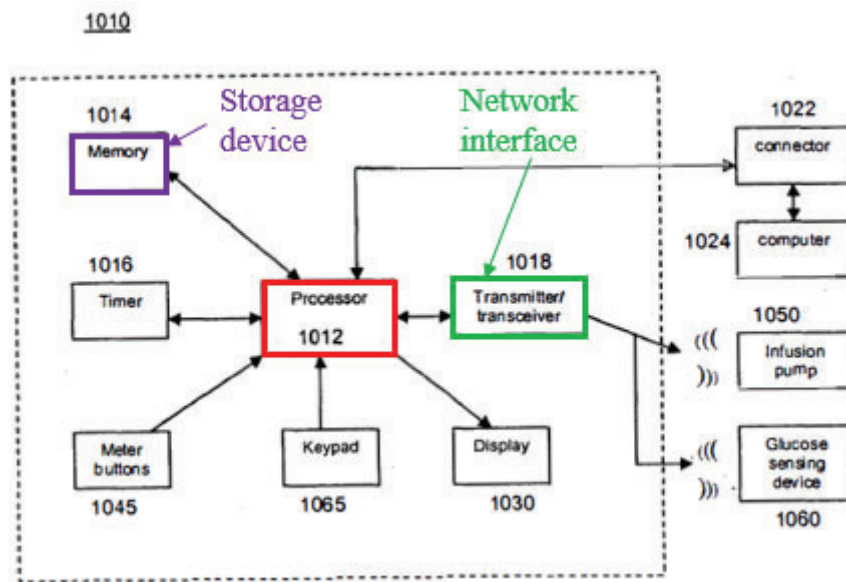 1010
1014
Storage
device
Network
interface
1022
Memory
connector
1016
1018
1024
computer
Timer
Processor
1012
Transmitter/
transceiver
1050
Infusion
pump
Meter
buttons
Keypad
Display
Glucose
sensing
device
1045
1065
1030
1060